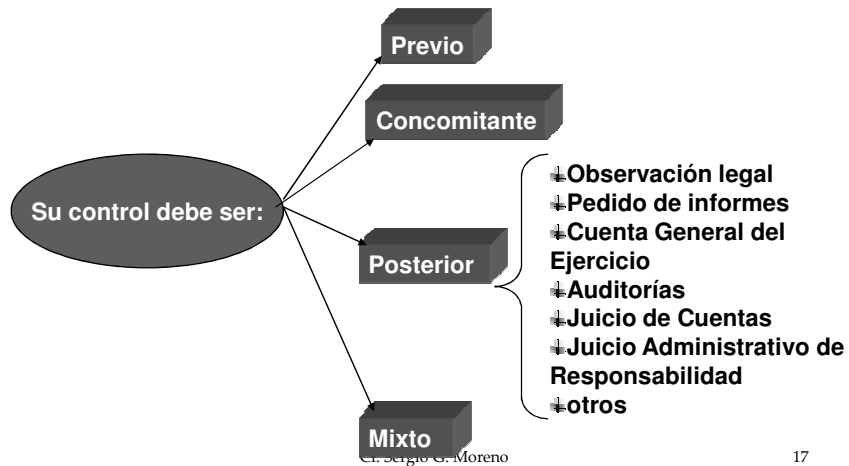 Previo
Concomitante
Su control debe ser:
Posterior
Observación legal
Pedido de informes
Cuenta General del
Ejercicio
Auditorías
Juicio de Cuentas
Juicio Administrativo de
Responsabilidad
otros
Mixto
Sergio G. Moreno
17